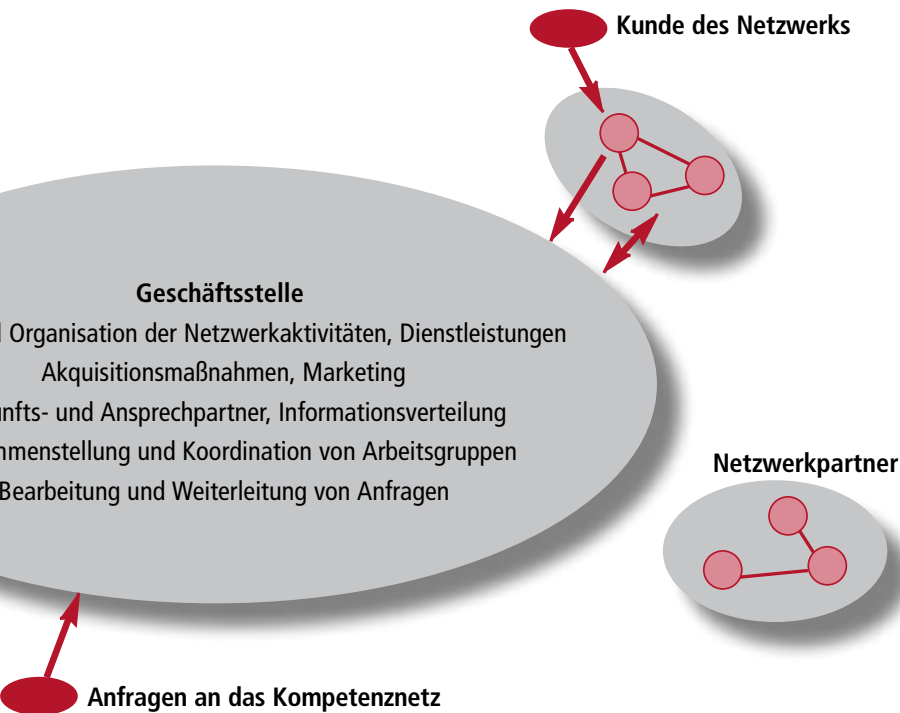 Kunde des Netzwerks
Geschäftsstelle
Organisation der Netzwerkaktivitäten, Dienstleistungen
Akquisitionsmaßnahmen, Marketing
und Ansprechpartner, Informationsverteilung
und Koordination von Arbeitsgruppen
Bearbeitung und Weiterleitung von Anfragen
Netzwerkpartner
Anfragen an das Kompetenznetz